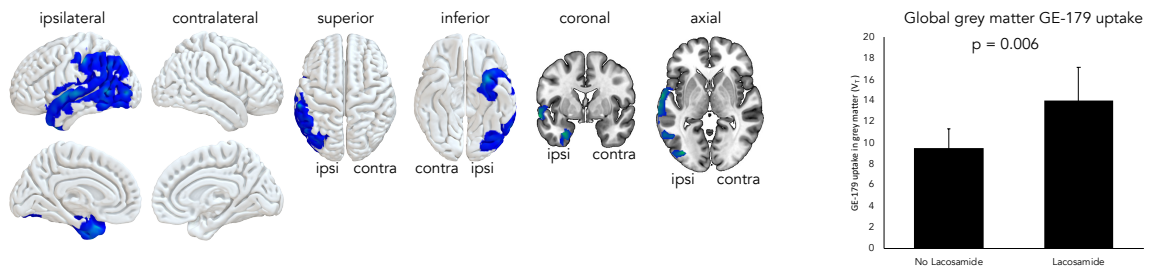 ipsilateral
contralateral
superior
inferior
coronal
axial
ipsi contra
contra ipsi
ipsi contra
ipsi contra
Global grey matter GE-179 uptake
p = 0.006
GE-179 uptake in grey matter (V_T)
20
18
16
14
12
10
8
6
4
2
0
No Lacosamide
Lacosamide